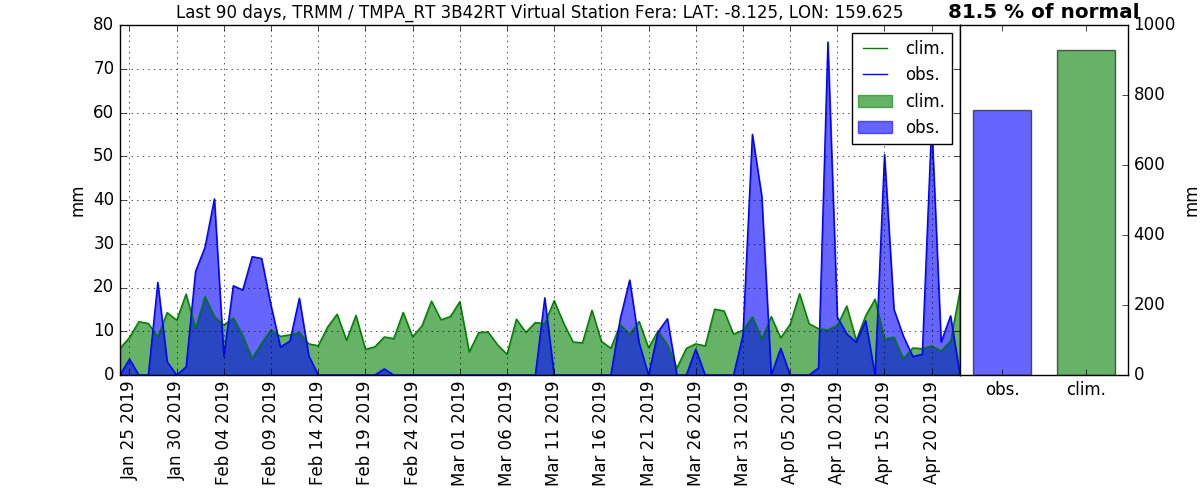 Last 90 days, TRMM / TMPA_RT 3B42RT Virtual Station Fera: LAT: -8.125, LON: 159.625
81.5 % of normal
80
70
60
50
40
30
20
10
0
mm
clim.
obs.
clim.
obs.
Jan 25 2019
Jan 30 2019
Feb 04 2019
Feb 09 2019
Feb 14 2019
Feb 19 2019
Feb 24 2019
Mar 01 2019
Mar 06 2019
Mar 11 2019
Mar 16 2019
Mar 21 2019
Mar 26 2019
Mar 31 2019
Apr 05 2019
Apr 10 2019
Apr 15 2019
Apr 20 2019
1000
800
600
400
200
0
mm
obs.
clim.